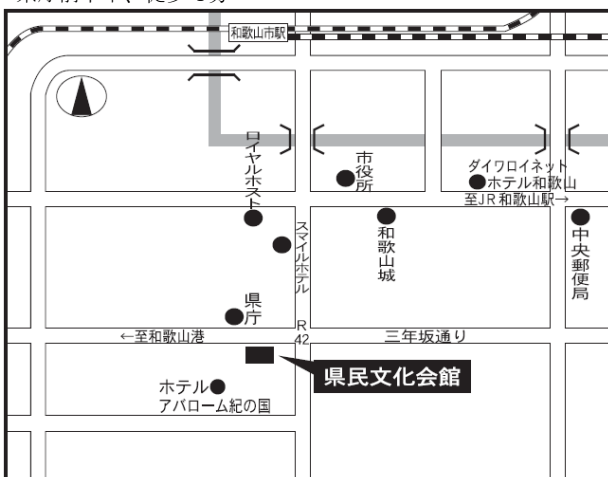 和歌山市駅
ロイヤルホスト
市役所
ダイワロイネット
ホテル和歌山
至JR和歌山駅→
スマイルホテル
和歌山城
中央郵便局
県庁
←至和歌山港
R
42
三年坂通り
県民文化会館
ホテル
アバローム紀の国